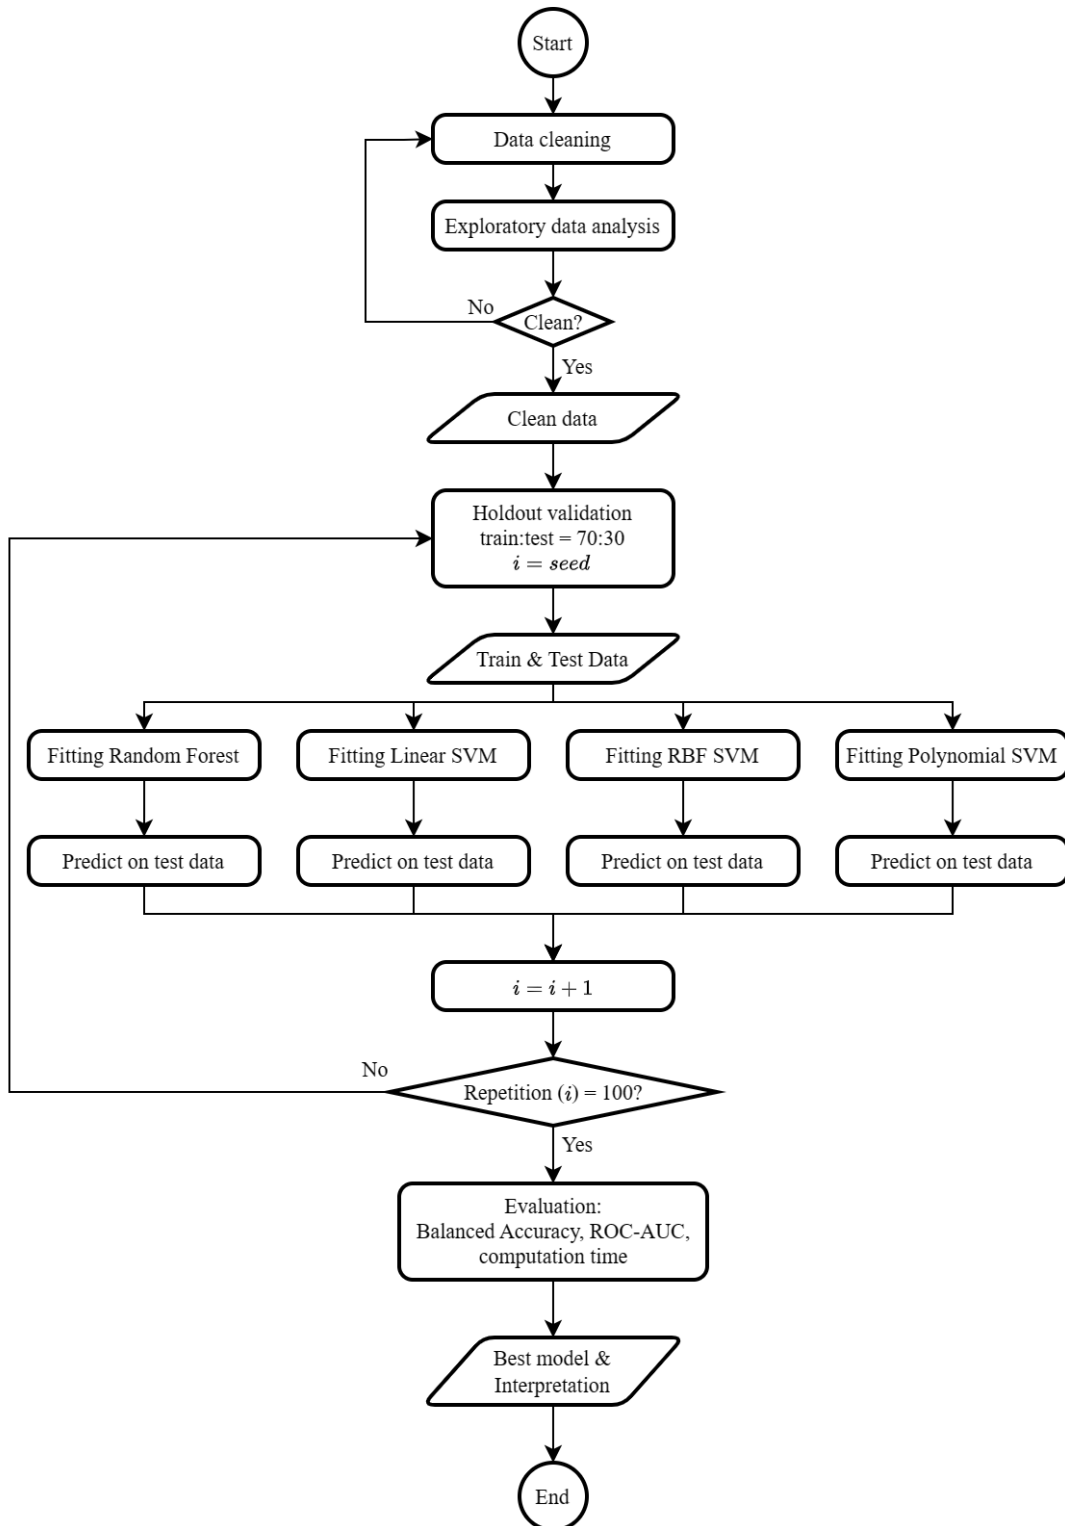 Start
Data cleaning
Exploratory data analysis
No
Clean?
Yes
Clean data
Holdout validation
train:test = 70:30
i = seed
Train & Test Data
Fitting Random Forest
Fitting Linear SVM
Fitting RBF SVM
Fitting Polynomial SVM
Predict on test data
Predict on test data
Predict on test data
Predict on test data
i = i + 1
No
Repetition (i) = 100?
Yes
Evaluation:
Balanced Accuracy, ROC-AUC,
computation time
Best model &
Interpretation
End